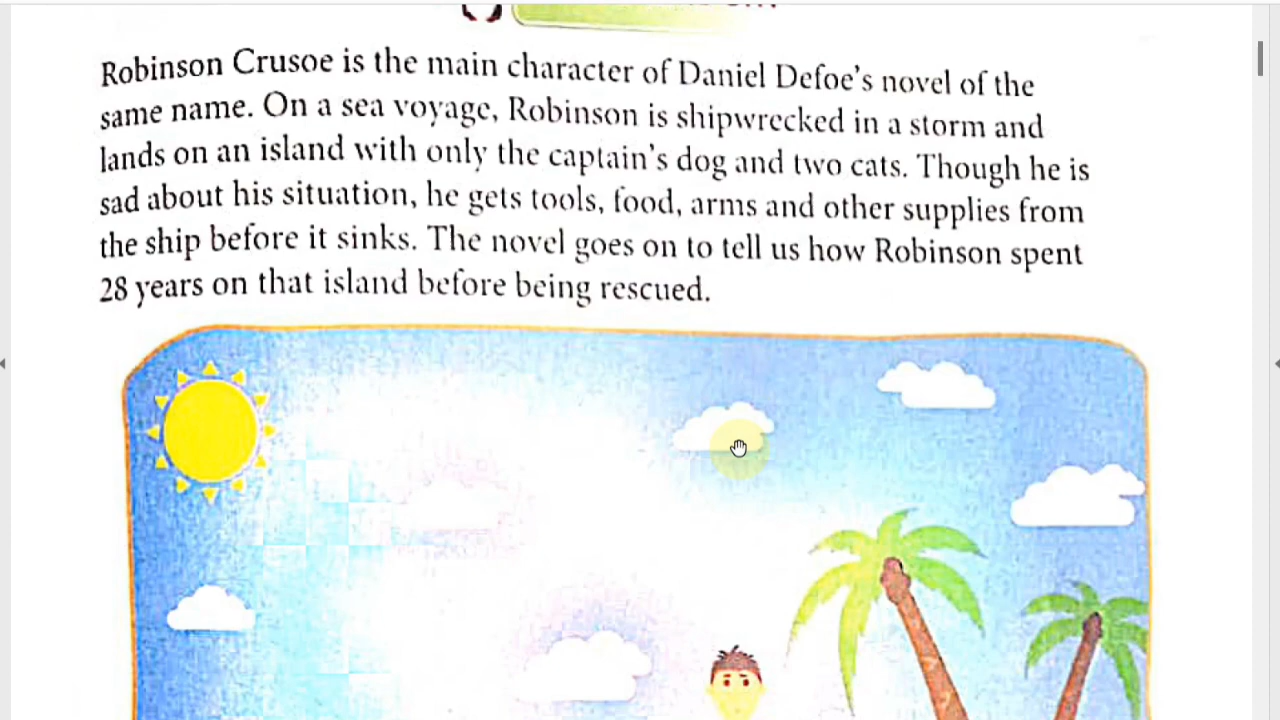 Robinson Crusoe is the main character of Daniel Defoe's novel of the
same name. On a sea voyage, Robinson is shipwrecked in a storm and
lands on an island with only the captain's dog and two cats. Though he is
sad about his situation, he gets tools, food, arms and other supplies from
the ship before it sinks. The novel goes on to tell us how Robinson spent
28 years on that island before being rescued.